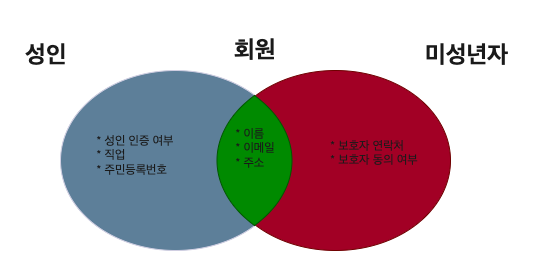 성인
회원
미성년자
* 성인 인증 여부
* 직업
* 주민등록번호
* 이름
* 이메일
* 주소
* 보호자 연락처
* 보호자 동의 여부